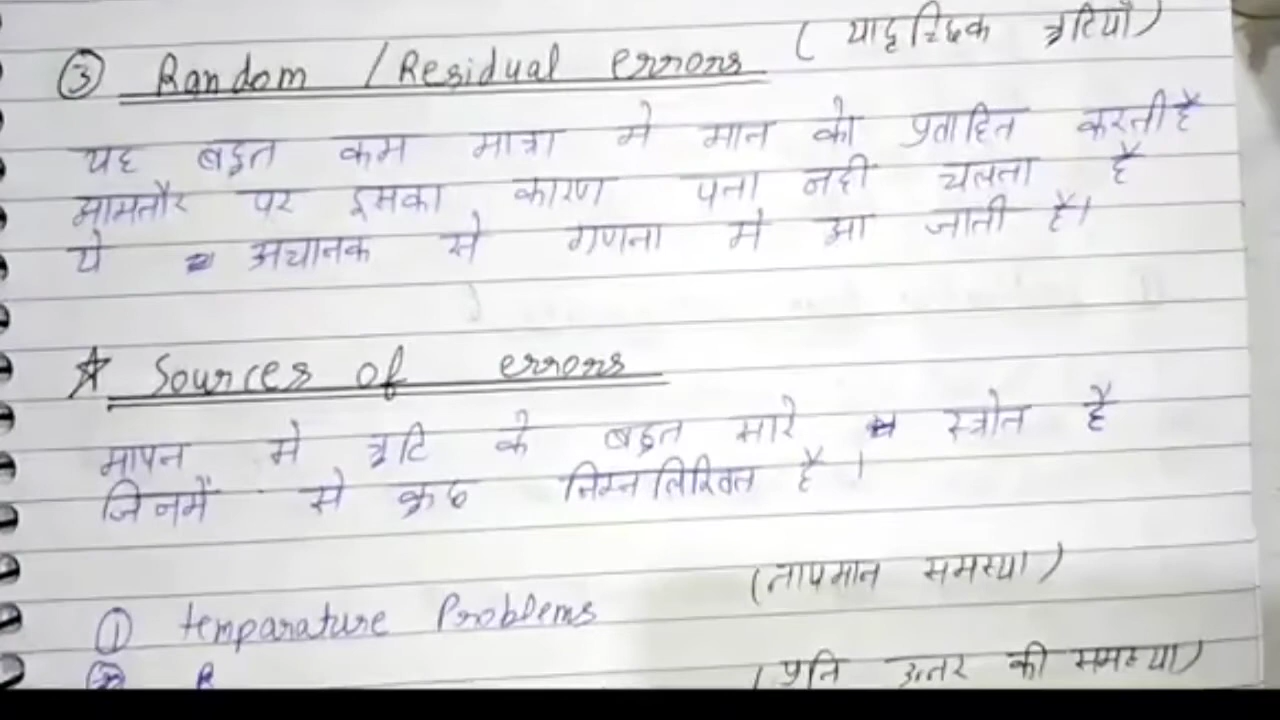 (यादृच्छिक त्रुटियाँ)
③ Random / Residual errors
यह बहुत कम मात्रा मे मान को प्रवाहित करती है
आमतौर पर इसका कारण पता नही चलता है
ये अचानक से गणना मे आ जाती है।
☆ Sources of errors
मापन मे त्रुटि के बहुत सारे स्त्रोत है
जिनमें से कुछ निम्नलिखित है।
(तापमान समस्या)
① temparature Problems
(प्रति उत्तर की समस्या)